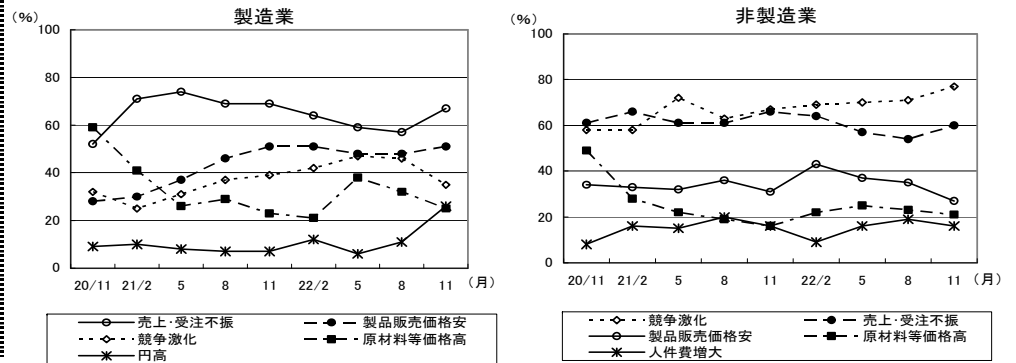 製造業
(%)
100
80
60
40
20
0
20/11 21/2 5 8 11 22/2 5 8 11 (月)
売上・受注不振 製品販売価格安
競争激化 原材料等価格高
円高
非製造業
(%)
100
80
60
40
20
0
20/11 21/2 5 8 11 22/2 5 8 11 (月)
競争激化 売上・受注不振
製品販売価格安 原材料等価格高
人件費増大